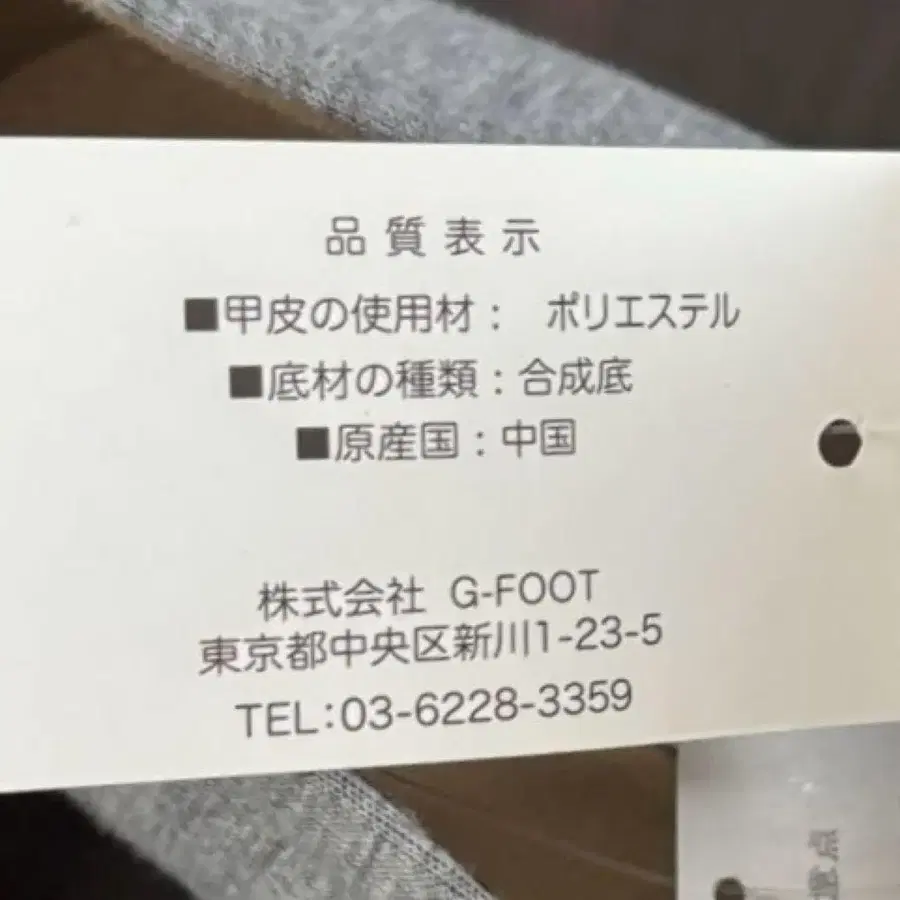 品質表示
■甲皮の使用材： ポリエステル
■底材の種類：合成底
■原産国：中国
株式会社 G-FOOT
東京都中央区新川1-23-5
TEL:03-6228-3359
意点